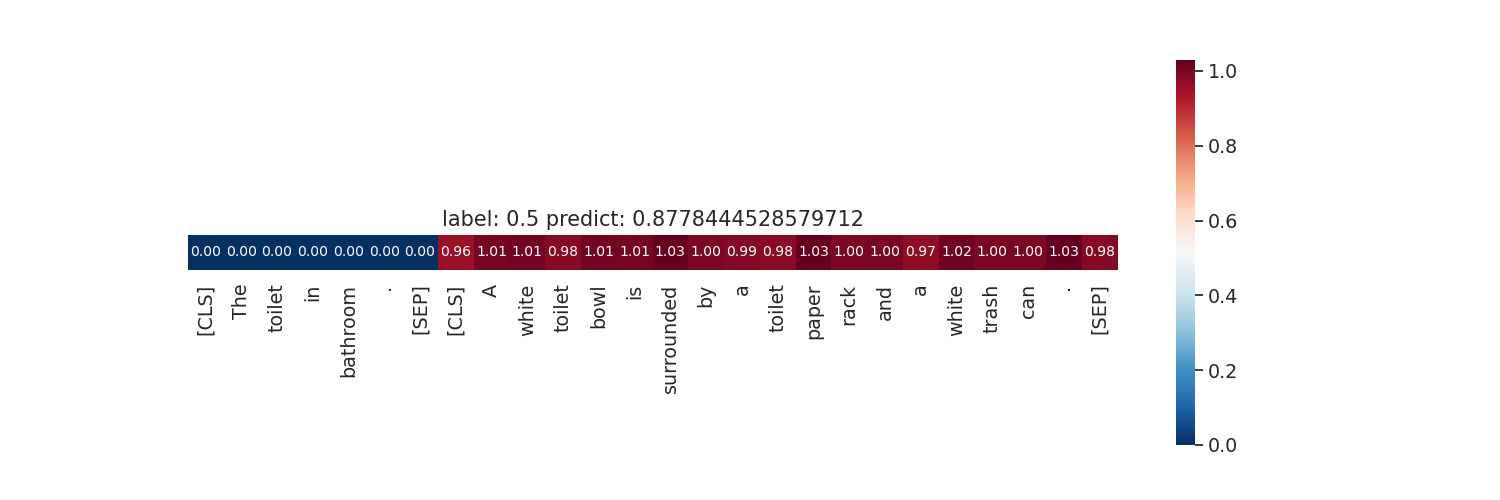 label: 0.5 predict: 0.8778444528579712
0.00 0.00 0.00 0.00 0.00 0.00 0.00 0.96 1.01 1.01 0.98 1.01 1.01 1.03 1.00 0.99 0.98 1.03 1.00 1.00 0.97 1.02 1.00 1.00 1.03 0.98
[CLS] The toilet in bathroom . [SEP] [CLS] A white toilet bowl is surrounded by a toilet paper rack and a white trash can . [SEP]
1.0
0.8
0.6
0.4
0.2
0.0